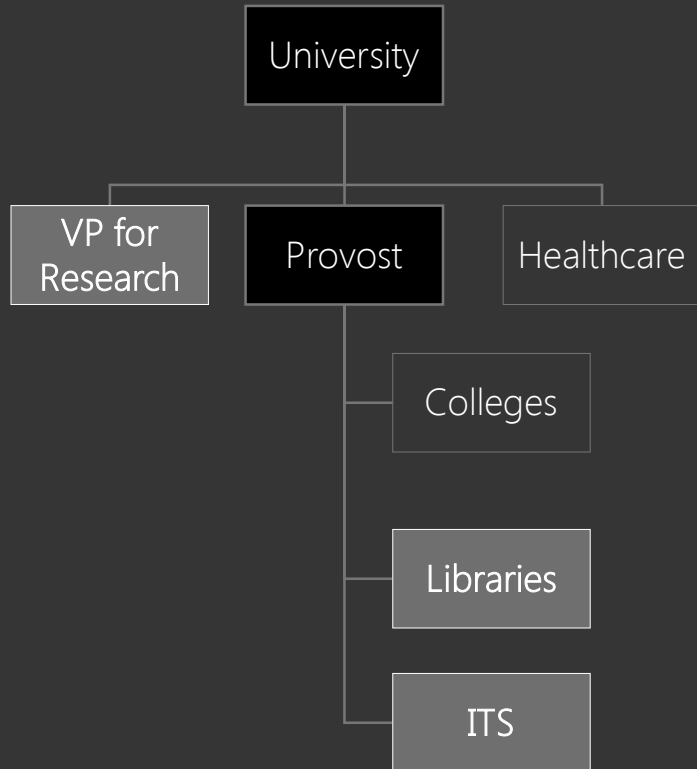 University
VP for
Research
Provost
Healthcare
Colleges
Libraries
ITS